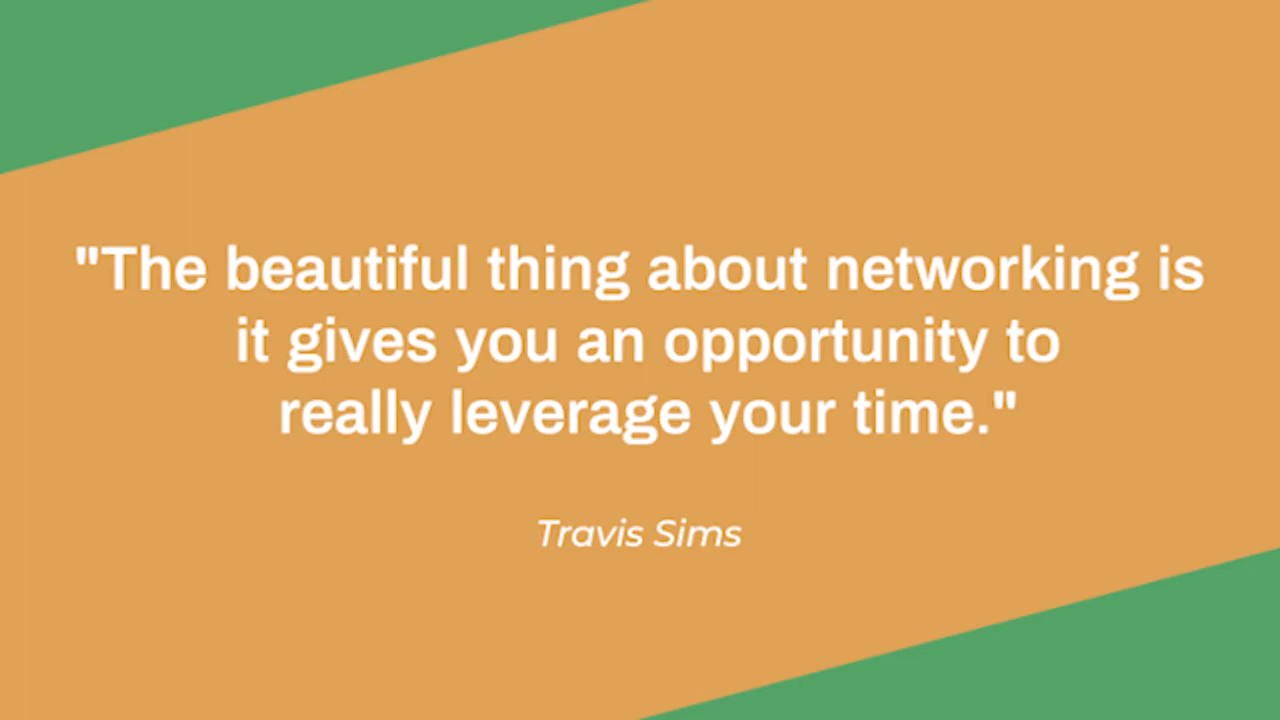 "The beautiful thing about networking is
it gives you an opportunity to
really leverage your time."
Travis Sims